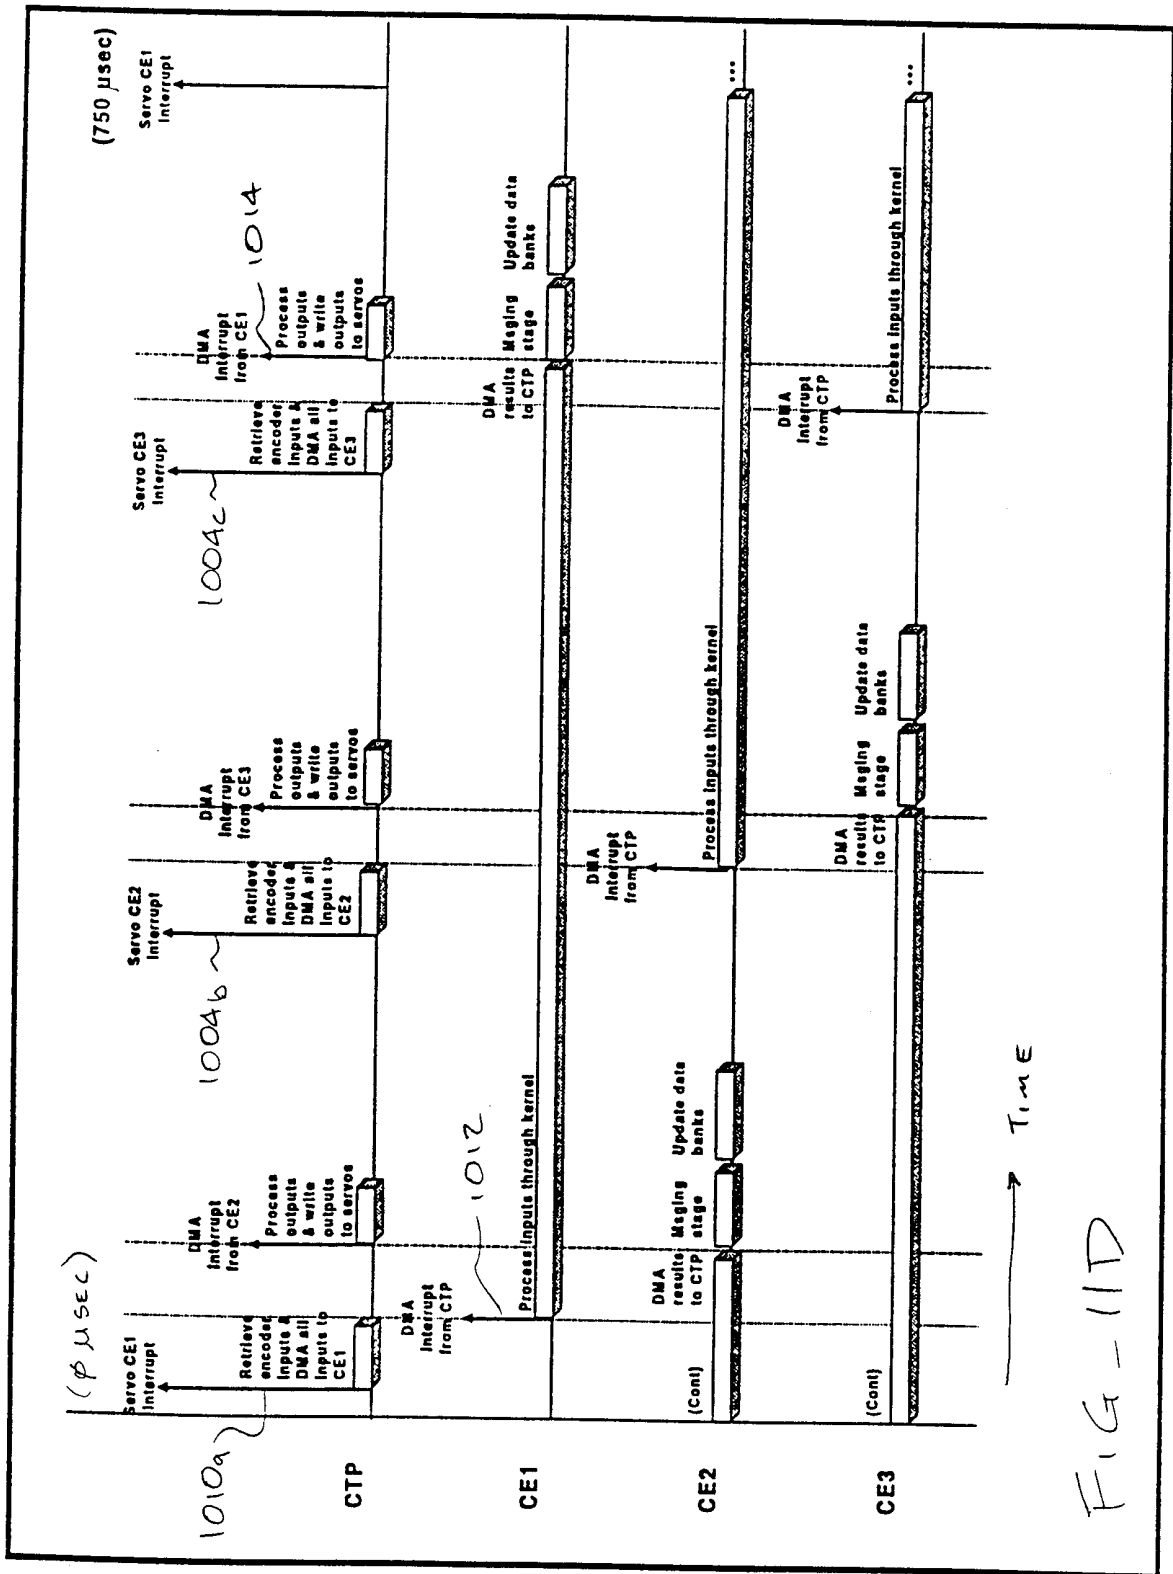 (φ μSEC)
(750 μsec)
Servo CE1
Interrupt
1010a
Retrieve
encoder
inputs &
DMA all
inputs to
CE1
DMA
Interrupt
from CE2
Process
outputs
& write
outputs
to servos
Servo CE2
Interrupt
1004b
Retrieve
encoder
inputs &
DMA all
inputs to
CE2
DMA
Interrupt
from CE3
Process
outputs
& write
outputs
to servos
Servo CE3
Interrupt
1004c
Retrieve
encoder
inputs &
DMA all
inputs to
CE3
DMA
Interrupt
from CE1
1014
Process
outputs
& write
outputs
to servos
Servo CE1
Interrupt
CTP
DMA
Interrupt
from CTP
1012
Process inputs through kernel
DMA
results
to CTP
Msging
stage
Update data
banks
CE1
(Cont)
DMA
results
to CTP
Msging
stage
Update data
banks
DMA
Interrupt
from CTP
Process inputs through kernel
...
CE2
(Cont)
DMA
results
to CTP
Msging
stage
Update data
banks
DMA
Interrupt
from CTP
Process inputs through kernel
...
CE3
TIME
FIG-11D